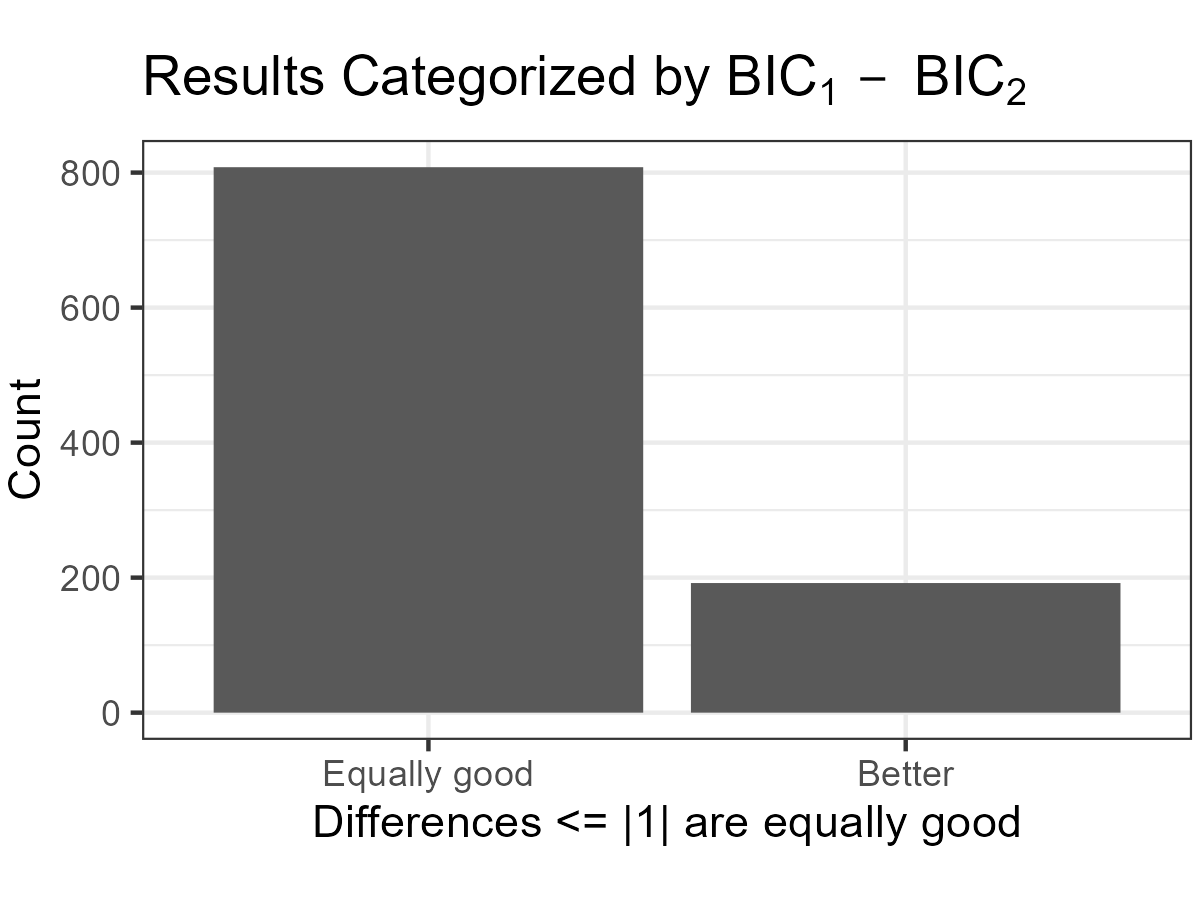 Results Categorized by BIC₁ − BIC₂
Count
800
600
400
200
0
Equally good
Better
Differences <= |1| are equally good